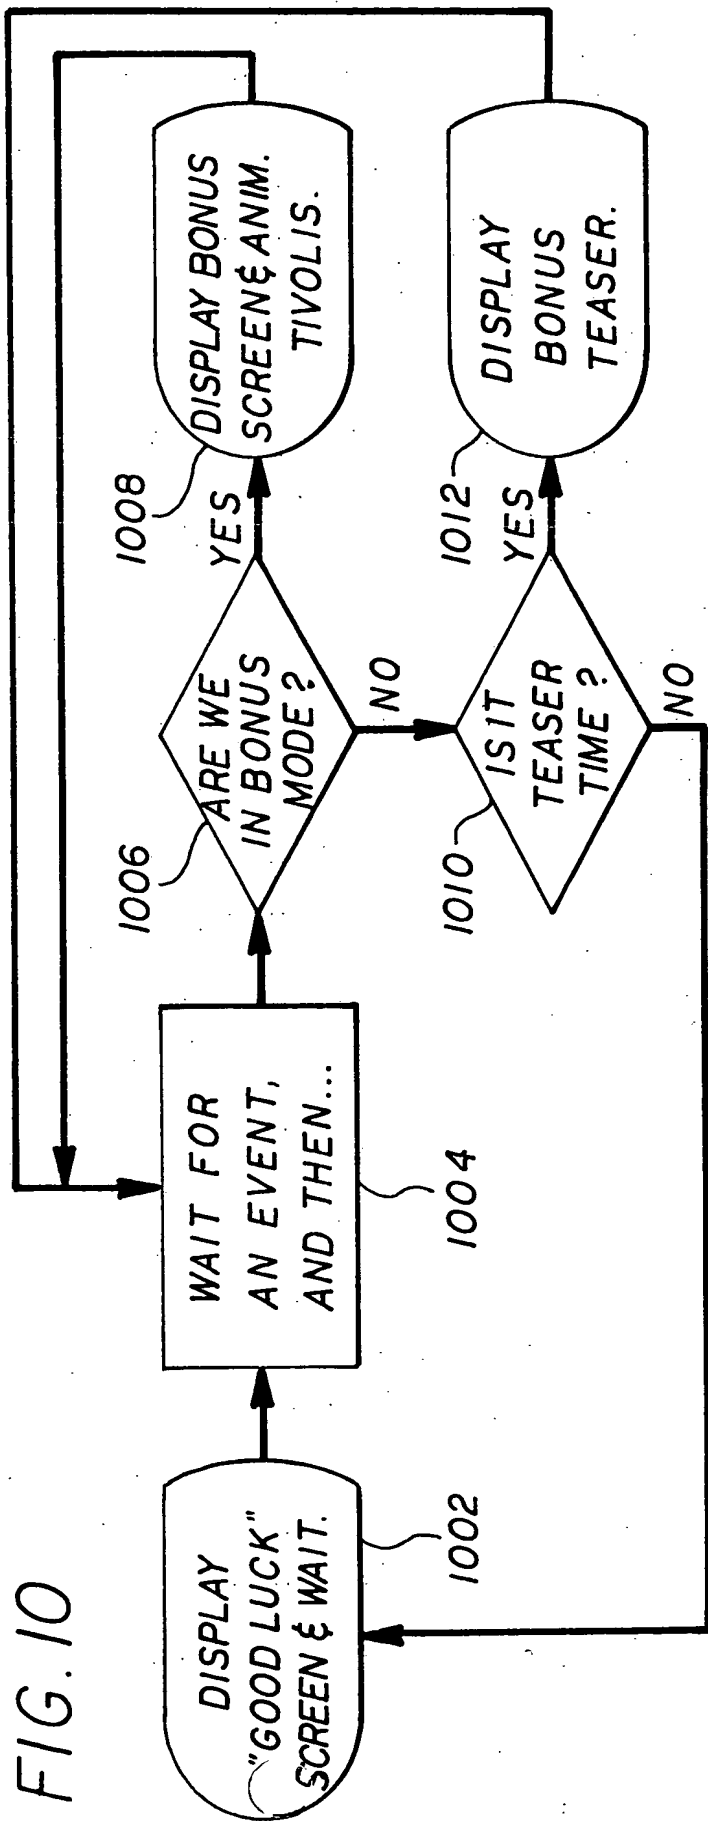 FIG. 10
DISPLAY
"GOOD LUCK"
SCREEN & WAIT.
1002
WAIT FOR
AN EVENT,
AND THEN...
1004
1006
ARE WE
IN BONUS
MODE?
YES
NO
1008
DISPLAY BONUS
SCREEN & ANIM.
TIVOLIS.
1010
IS IT
TEASER
TIME?
YES
NO
1012
DISPLAY
BONUS
TEASER.